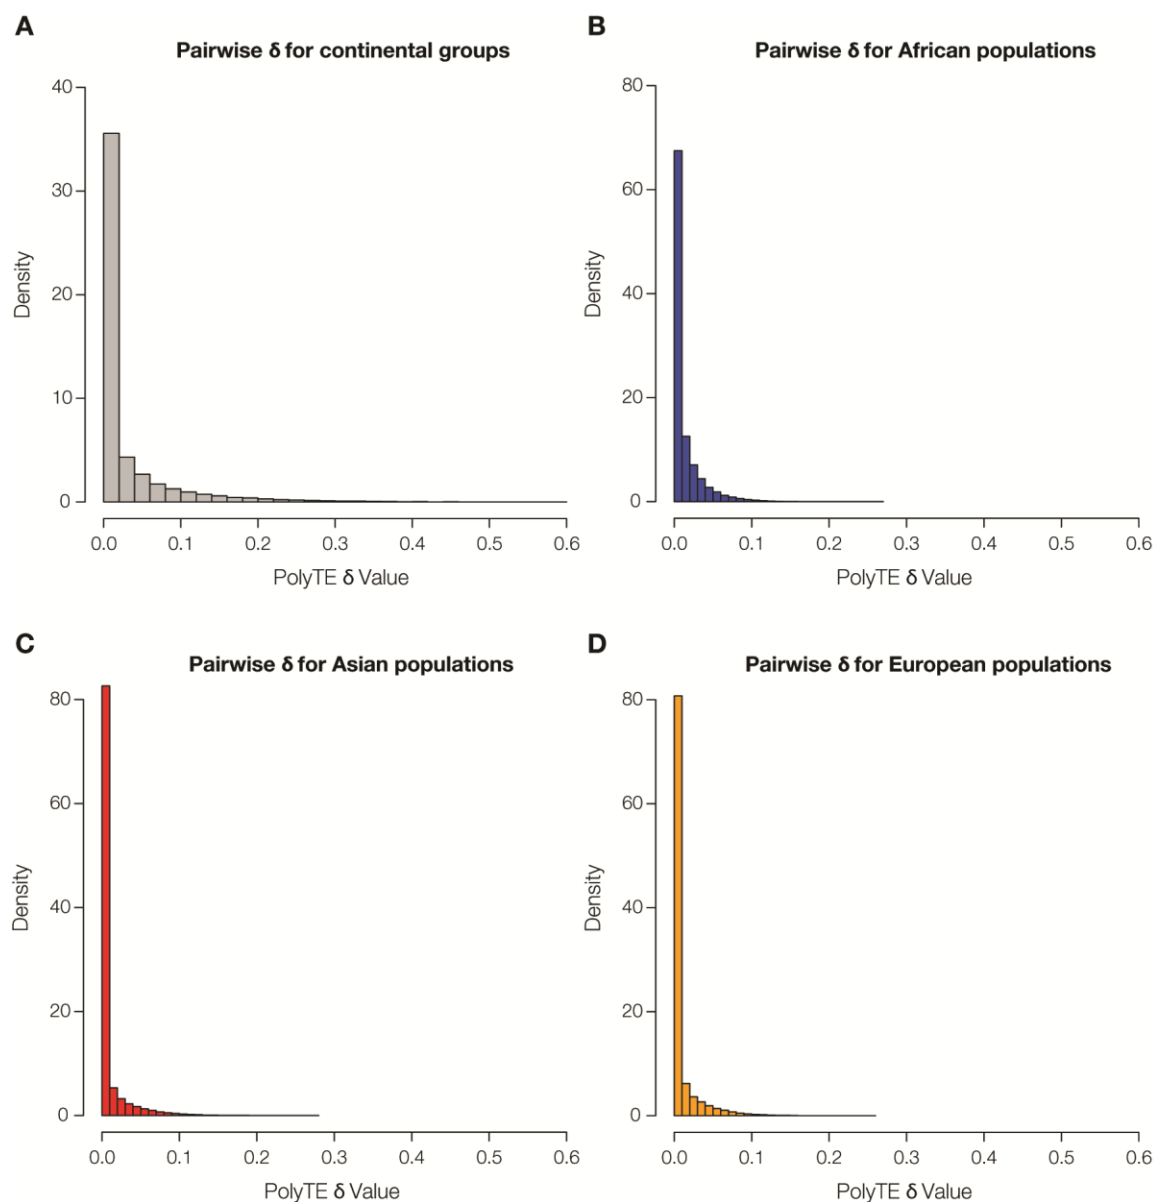 A
Pairwise δ for continental groups
40
30
20
10
0
Density
0.0 0.1 0.2 0.3 0.4 0.5 0.6
PolyTE δ Value
B
Pairwise δ for African populations
80
60
40
20
0
Density
0.0 0.1 0.2 0.3 0.4 0.5 0.6
PolyTE δ Value
C
Pairwise δ for Asian populations
80
60
40
20
0
Density
0.0 0.1 0.2 0.3 0.4 0.5 0.6
PolyTE δ Value
D
Pairwise δ for European populations
80
60
40
20
0
Density
0.0 0.1 0.2 0.3 0.4 0.5 0.6
PolyTE δ Value